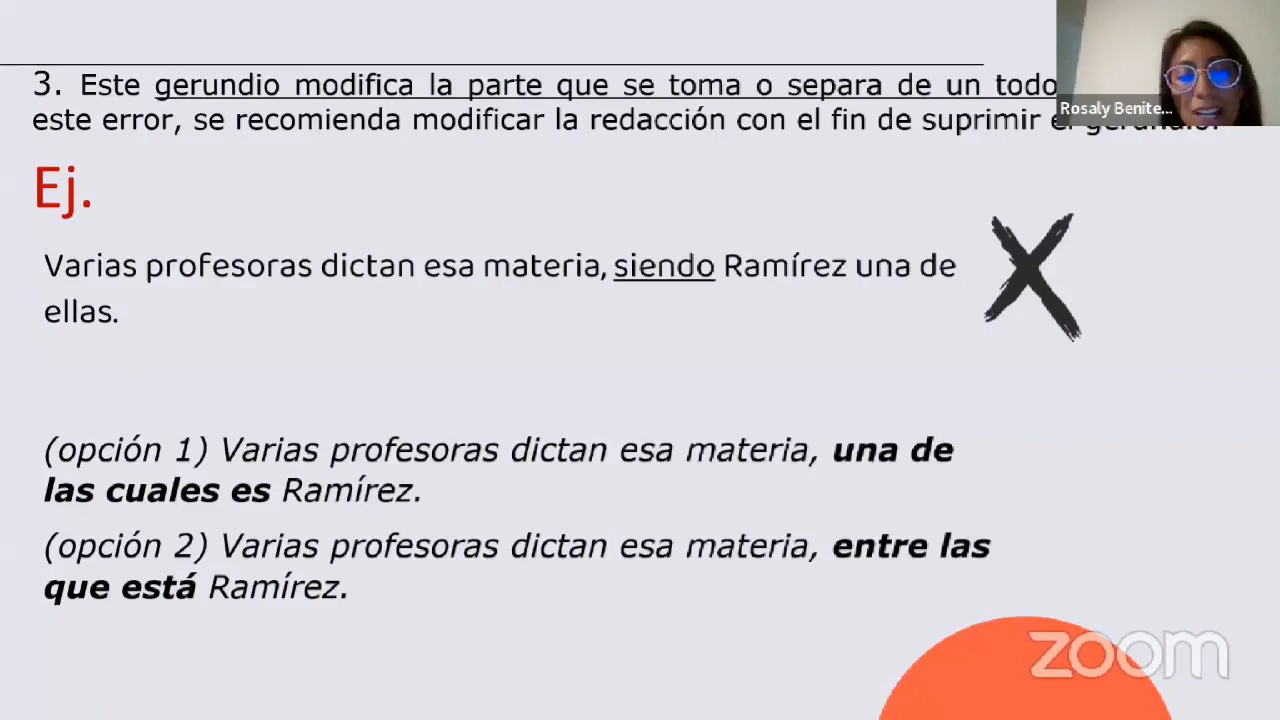 3. Este gerundio modifica la parte que se toma o separa de un todo
este error, se recomienda modificar la redacción con el fin de suprimir el gerundio.
Rosaly Benite...
Ej.
Varias profesoras dictan esa materia, siendo Ramírez una de
ellas.
(opción 1) Varias profesoras dictan esa materia, una de
las cuales es Ramírez.
(opción 2) Varias profesoras dictan esa materia, entre las
que está Ramírez.
zoom